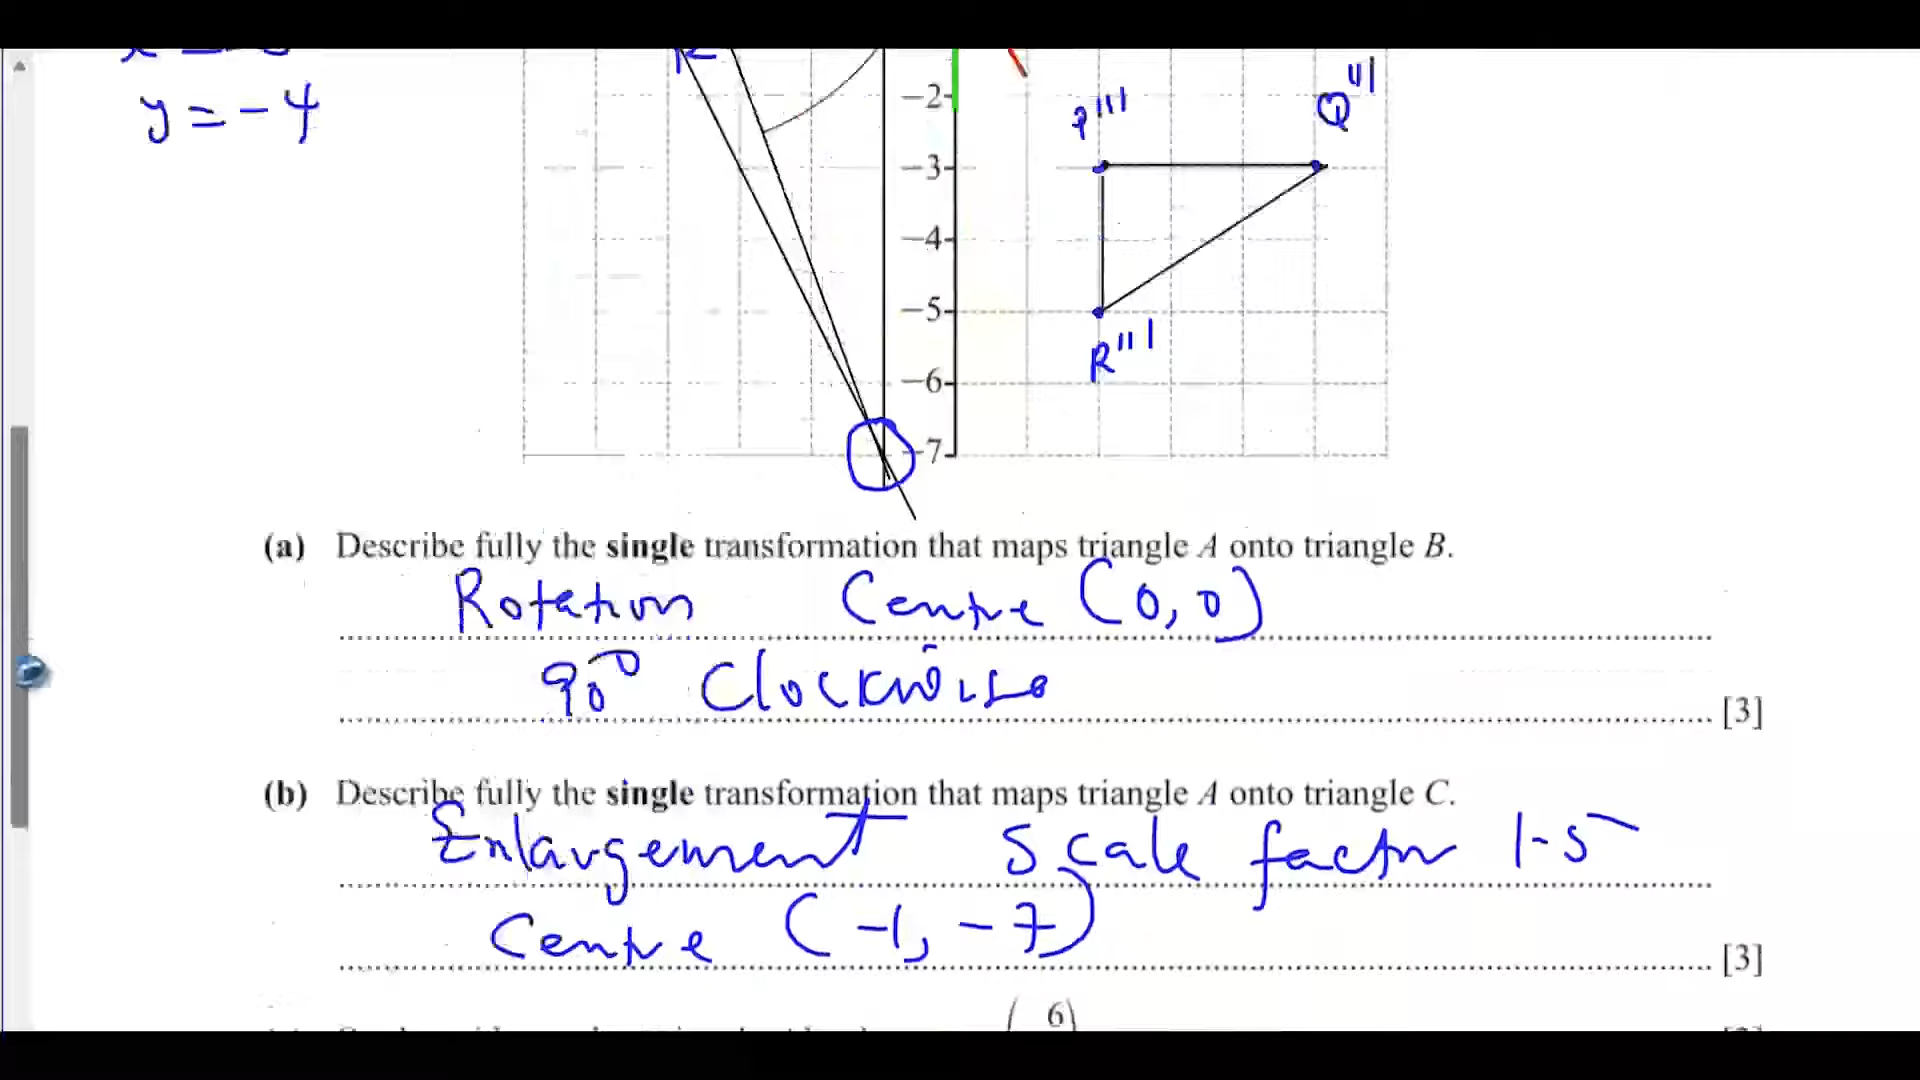 y = -4
-2
P'''
Q'''
-3
-4
-5
R'''
-6
-7
(a) Describe fully the single transformation that maps triangle A onto triangle B.
Rotation Centre (0,0)
90° Clockwise
[3]
(b) Describe fully the single transformation that maps triangle A onto triangle C.
Enlargement Scale factor 1.5
Centre (-1, -7)
[3]
6